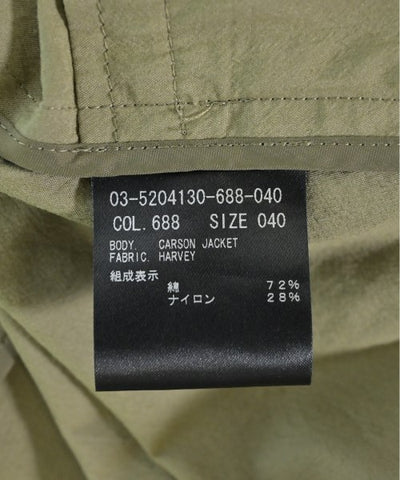 03-5204130-688-040
COL. 688 SIZE 040
BODY. CARSON JACKET
FABRIC. HARVEY
組成表示
綿 72%
ナイロン 28%